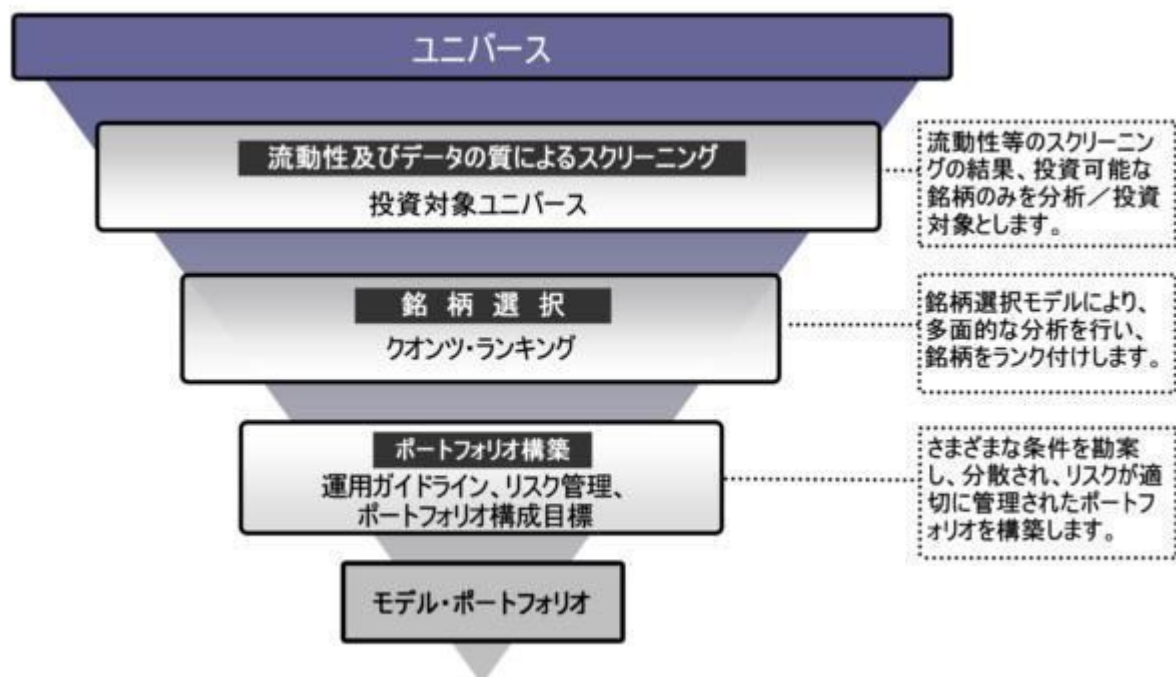 ユニバース
流動性及びデータの質によるスクリーニング
投資対象ユニバース
流動性等のスクリーニン
グの結果、投資可能な
銘柄のみを分析／投資
対象とします。
銘柄選択
クオンツ・ランキング
銘柄選択モデルにより、
多面的な分析を行い、
銘柄をランク付けします。
ポートフォリオ構築
運用ガイドライン、リスク管理、
ポートフォリオ構成目標
さまざまな条件を勘案
し、分散され、リスクが適
切に管理されたポートフ
ォリオを構築します。
モデル・ポートフォリオ